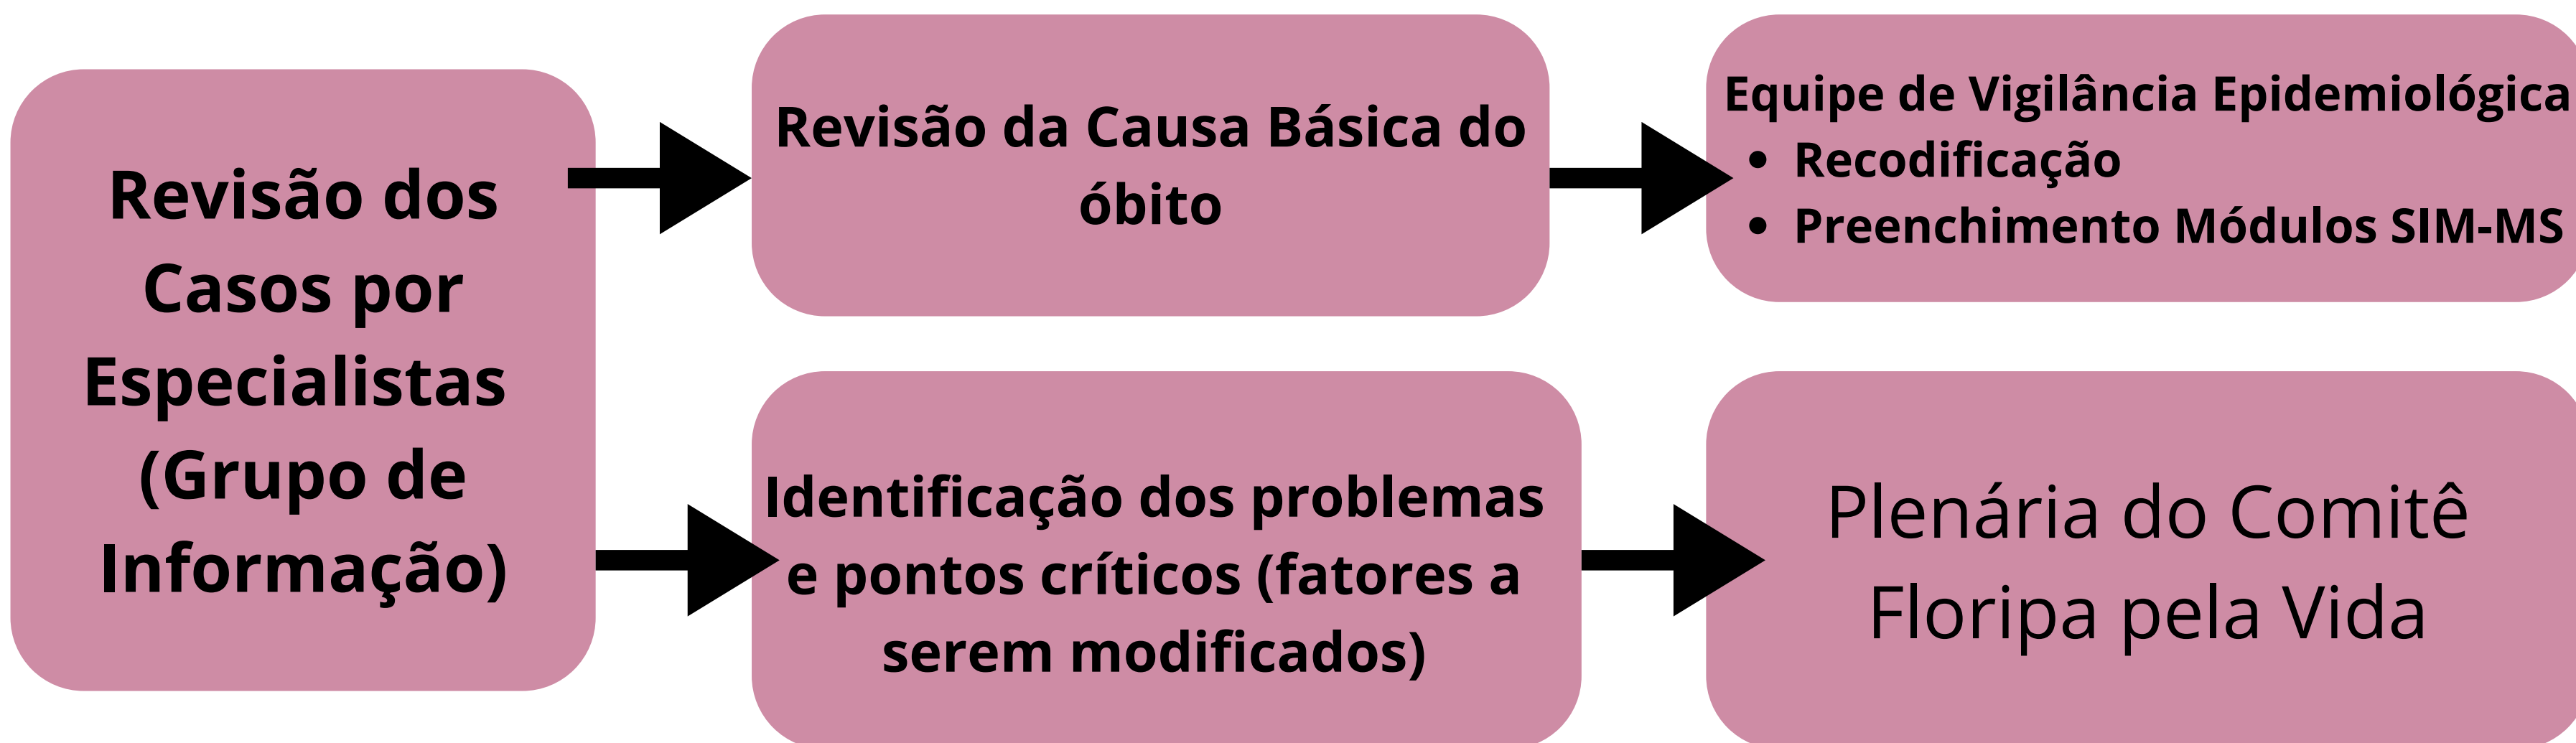 Revisão dos
Casos por
Especialistas
(Grupo de
Informação)
Revisão da Causa Básica do
óbito
Equipe de Vigilância Epidemiológica
• Recodificação
• Preenchimento Módulos SIM-MS
Identificação dos problemas
e pontos críticos (fatores a
serem modificados)
Plenária do Comitê
Floripa pela Vida